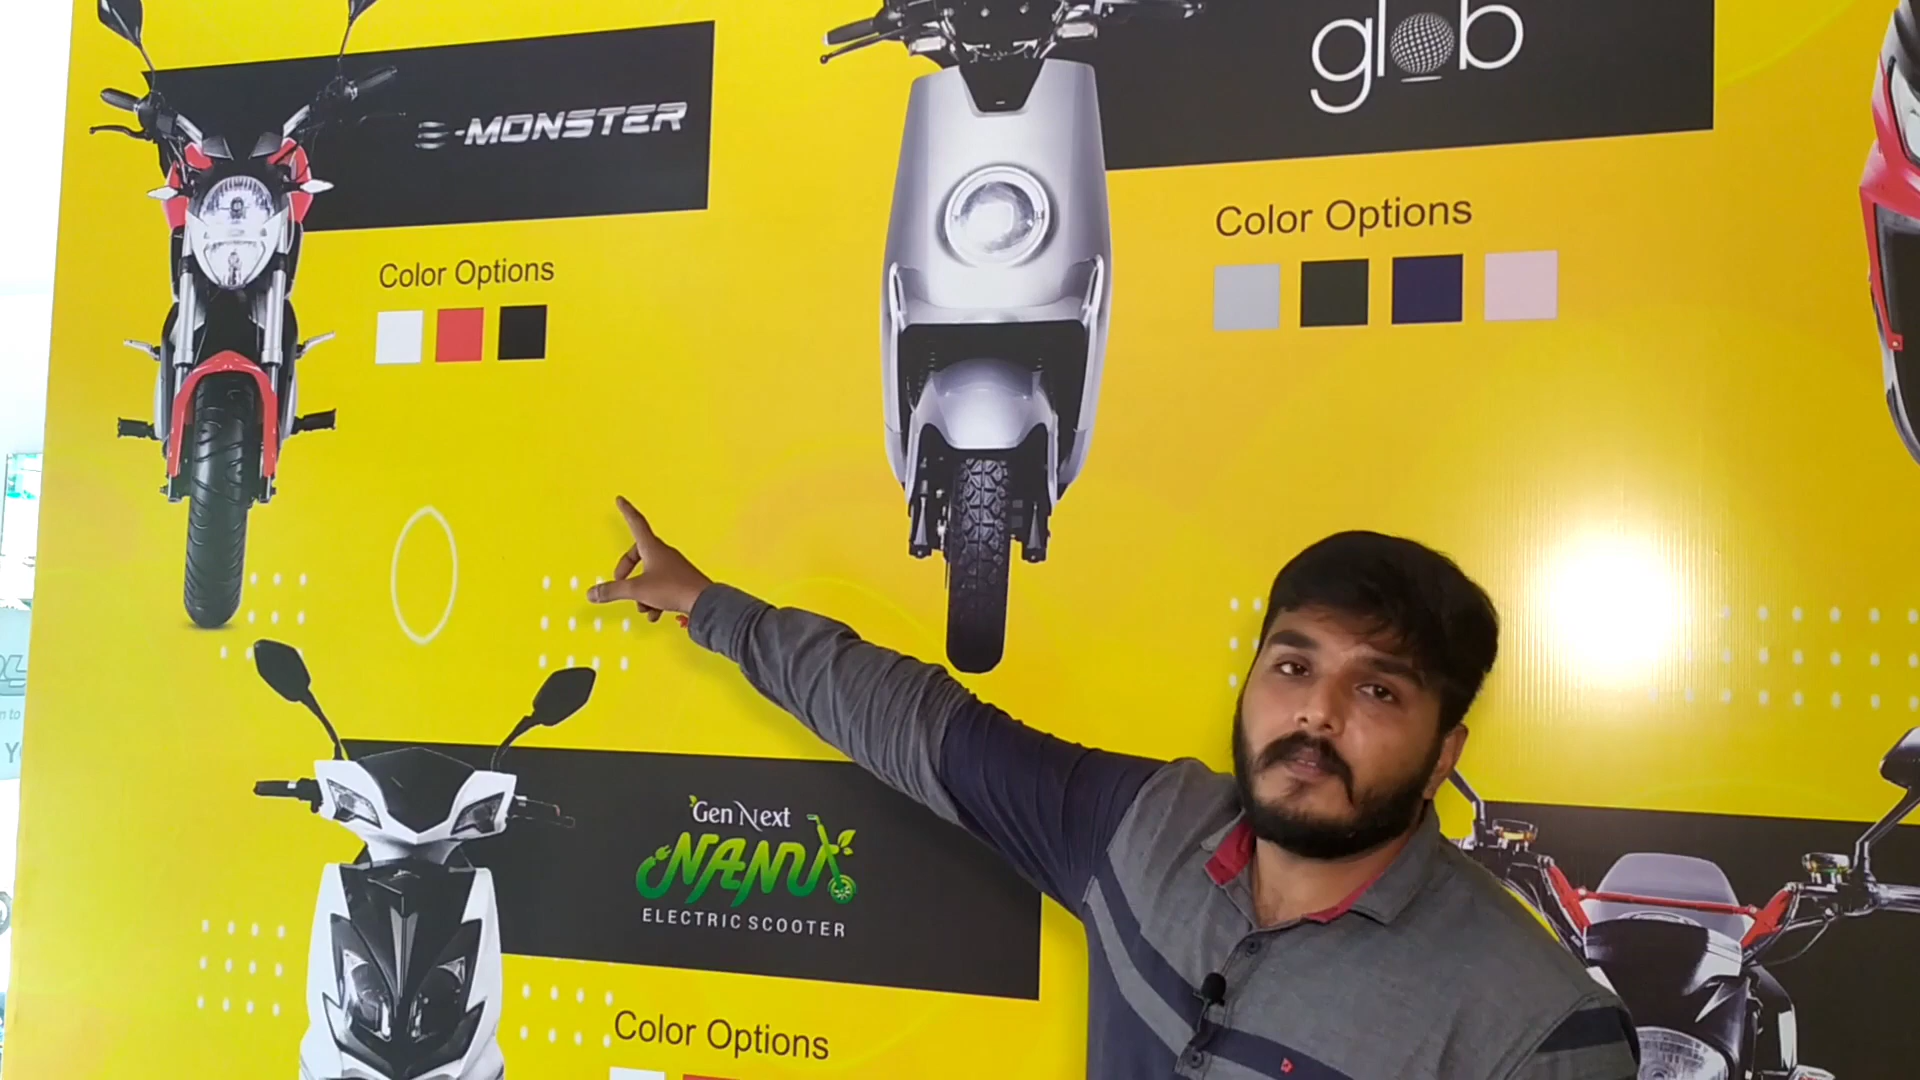 E-MONSTER
Color Options
glob
Color Options
Gen Next
NANU
ELECTRIC SCOOTER
Color Options